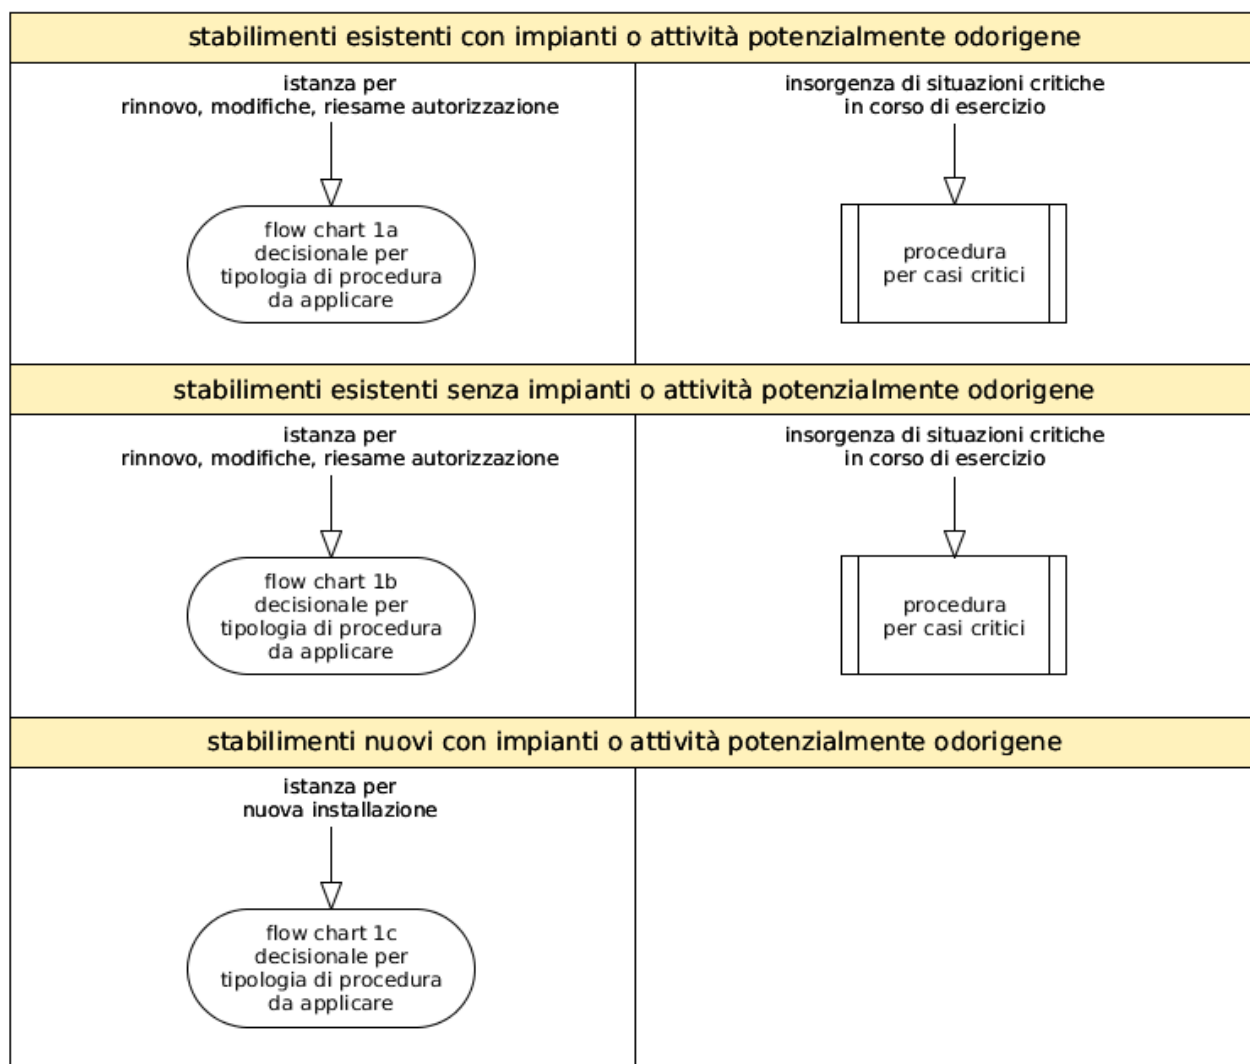 stabilimenti esistenti con impianti o attività potenzialmente odorigene
istanza per
rinnovo, modifiche, riesame autorizzazione
flow chart 1a
decisionale per
tipologia di procedura
da applicare
insorgenza di situazioni critiche
in corso di esercizio
procedura
per casi critici
stabilimenti esistenti senza impianti o attività potenzialmente odorigene
istanza per
rinnovo, modifiche, riesame autorizzazione
flow chart 1b
decisionale per
tipologia di procedura
da applicare
insorgenza di situazioni critiche
in corso di esercizio
procedura
per casi critici
stabilimenti nuovi con impianti o attività potenzialmente odorigene
istanza per
nuova installazione
flow chart 1c
decisionale per
tipologia di procedura
da applicare